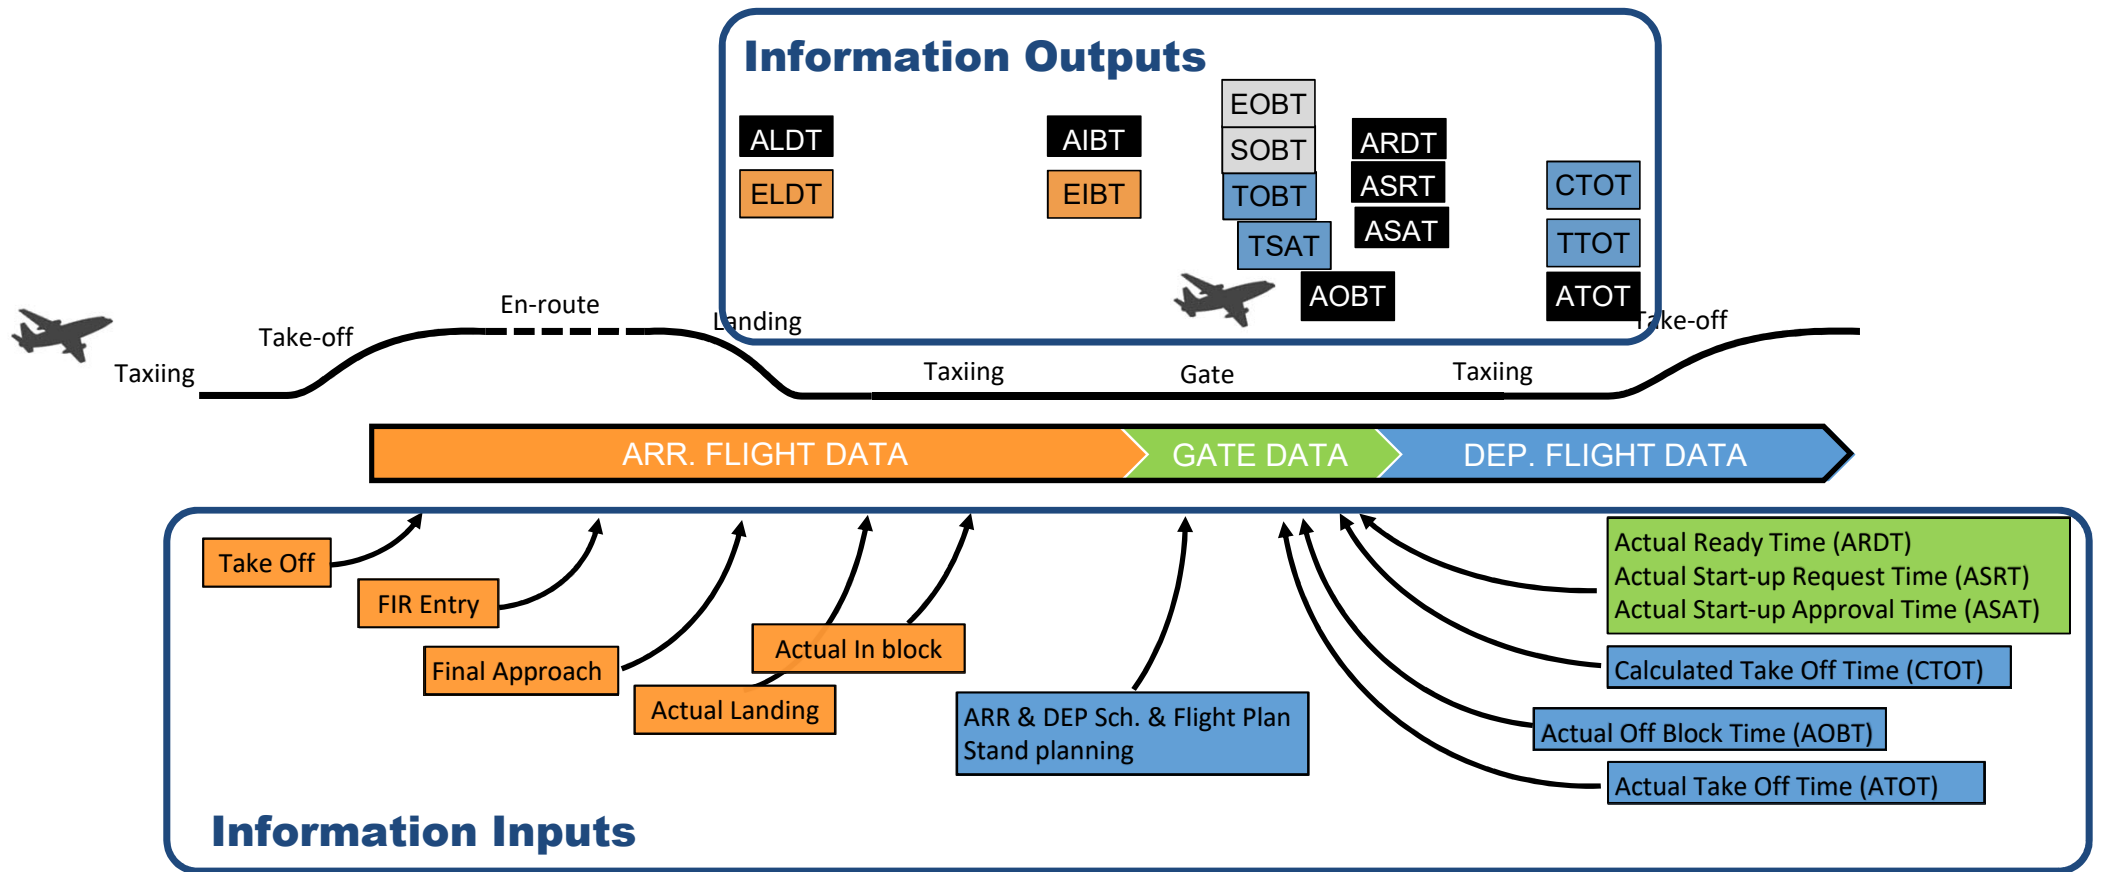 Information Outputs
EOBT
ALDT
AIBT
SOBT
ARDT
ELDT
EIBT
TOBT
ASRT
CTOT
TSAT
ASAT
TTOT
AOBT
ATOT
En-route
Landing
Take-off
Take-off
Taxiing
Taxiing
Gate
Taxiing
ARR. FLIGHT DATA
GATE DATA
DEP. FLIGHT DATA
Take Off
FIR Entry
Final Approach
Actual Landing
Actual In block
ARR & DEP Sch. & Flight Plan
Stand planning
Actual Ready Time (ARDT)
Actual Start-up Request Time (ASRT)
Actual Start-up Approval Time (ASAT)
Calculated Take Off Time (CTOT)
Actual Off Block Time (AOBT)
Actual Take Off Time (ATOT)
Information Inputs